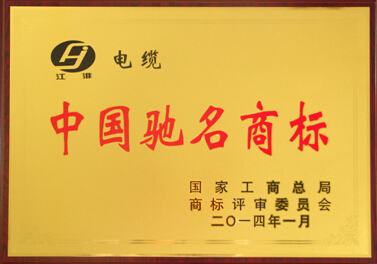 江淮
电缆
中国驰名商标
国家工商总局
商标评审委员会
二〇一四年一月